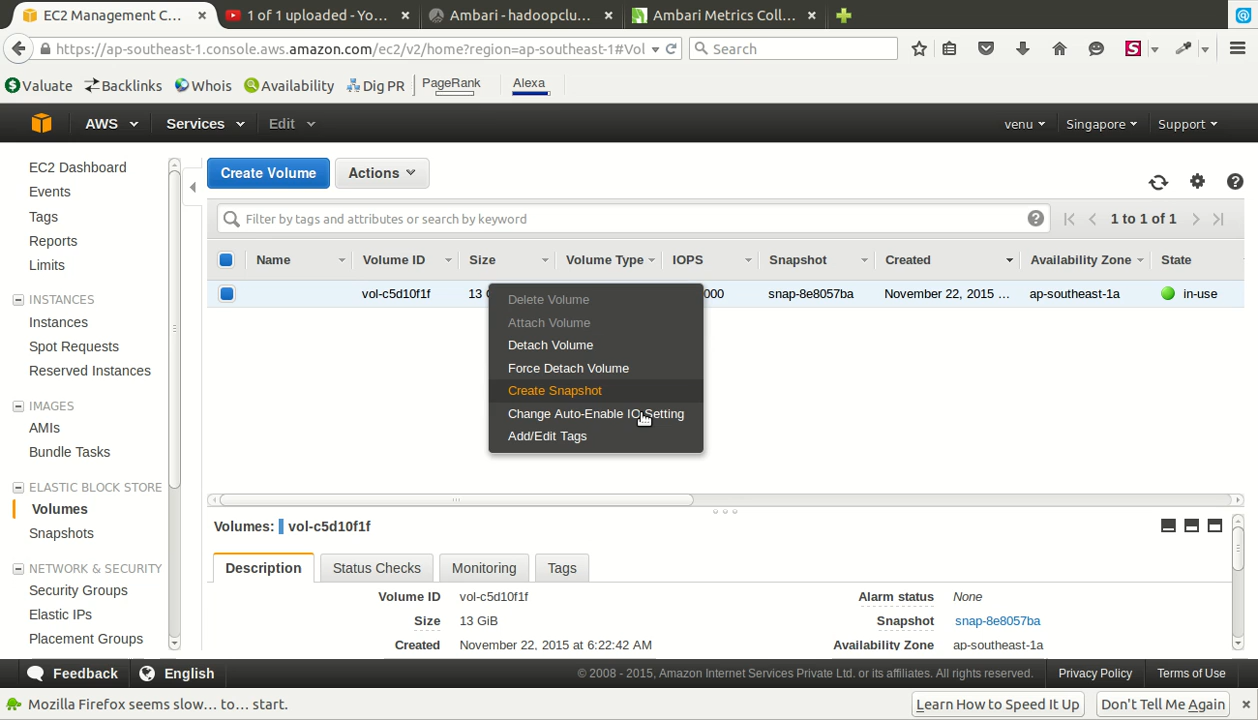 EC2 Management C... ×
1 of 1 uploaded - Yo... ×
Ambari - hadoopclu... ×
Ambari Metrics Coll... ×
https://ap-southeast-1.console.aws.amazon.com/ec2/v2/home?region=ap-southeast-1#Vol
Search
Valuate Backlinks Whois Availability Dig PR PageRank Alexa
AWS Services Edit venu Singapore Support
EC2 Dashboard
Events
Tags
Reports
Limits
INSTANCES
Instances
Spot Requests
Reserved Instances
IMAGES
AMIs
Bundle Tasks
ELASTIC BLOCK STORE
Volumes
Snapshots
NETWORK & SECURITY
Security Groups
Elastic IPs
Placement Groups
Create Volume Actions
Filter by tags and attributes or search by keyword
1 to 1 of 1
Name Volume ID Size Volume Type IOPS Snapshot Created Availability Zone State
vol-c5d10f1f 13 000 snap-8e8057ba November 22, 2015 ... ap-southeast-1a in-use
Delete Volume
Attach Volume
Detach Volume
Force Detach Volume
Create Snapshot
Change Auto-Enable IO Setting
Add/Edit Tags
Volumes: vol-c5d10f1f
Description Status Checks Monitoring Tags
Volume ID vol-c5d10f1f Alarm status None
Size 13 GiB Snapshot snap-8e8057ba
Created November 22, 2015 at 6:22:42 AM Availability Zone ap-southeast-1a
Feedback English © 2008 - 2015, Amazon Internet Services Private Ltd. or its affiliates. All rights reserved. Privacy Policy Terms of Use
Mozilla Firefox seems slow... to... start. Learn How to Speed It Up Don't Tell Me Again ×